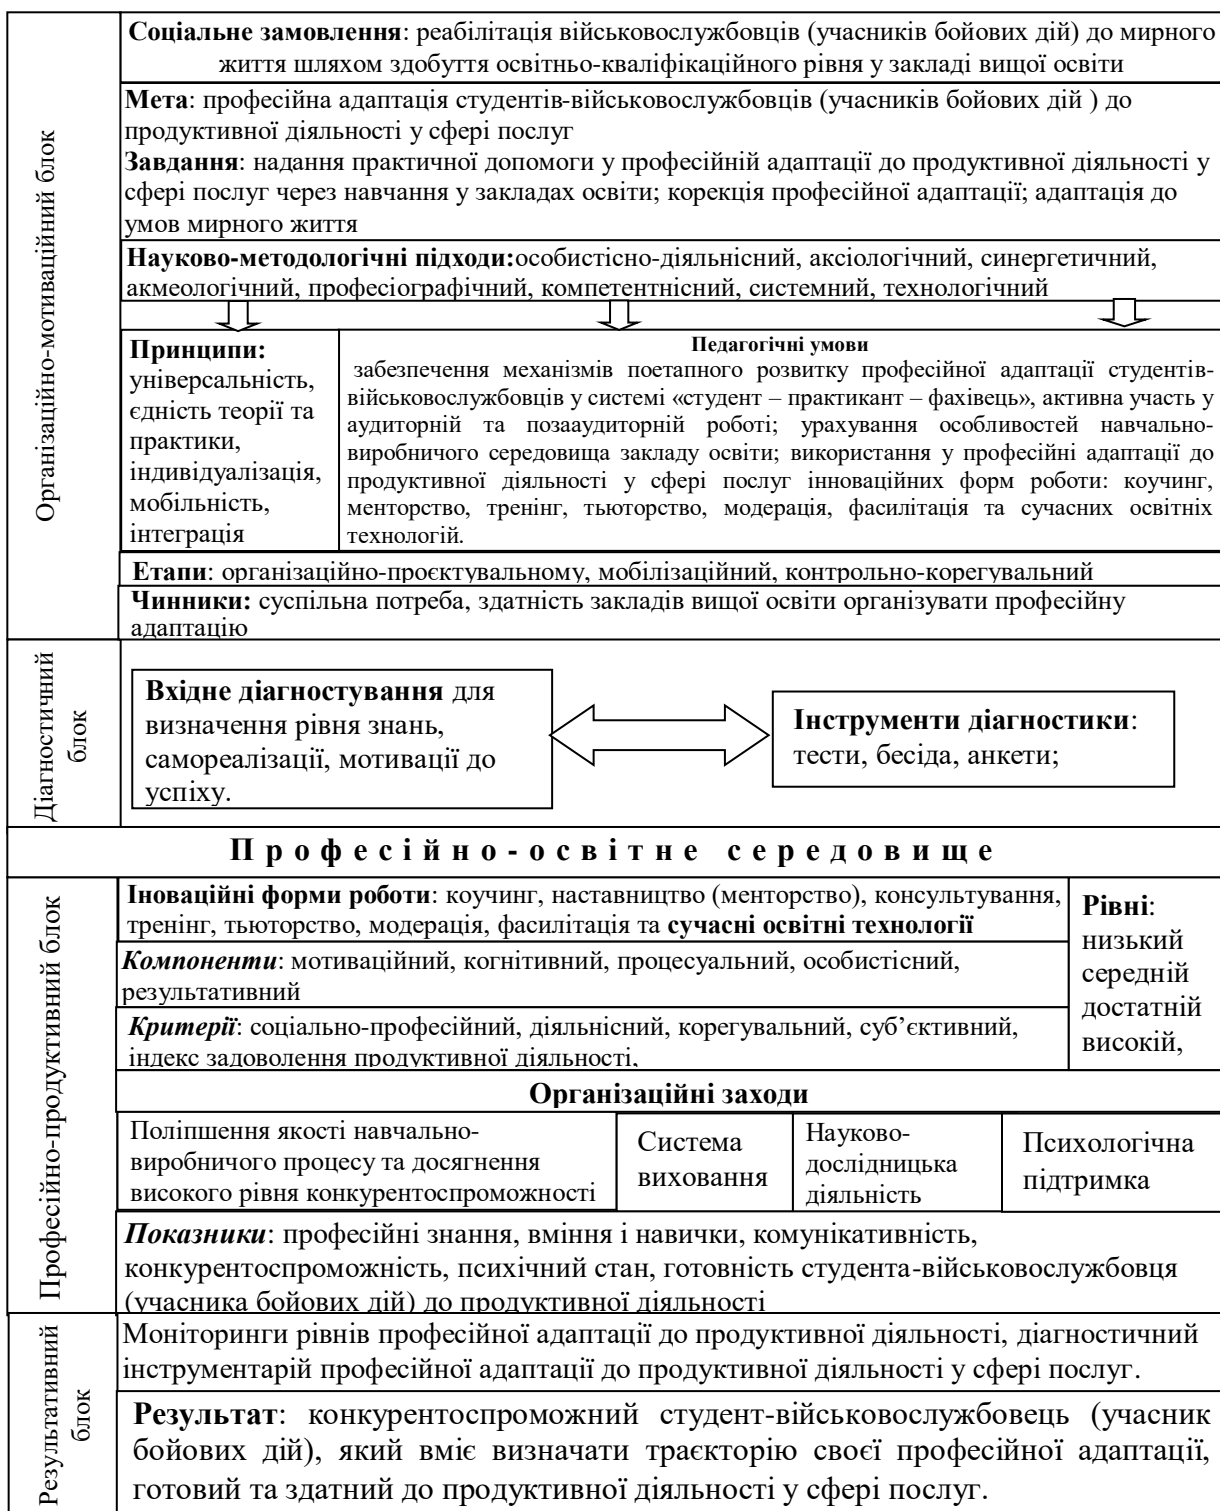 Організаційно-мотиваційний блок
Соціальне замовлення: реабілітація військовослужбовців (учасників бойових дій) до мирного
життя шляхом здобуття освітньо-кваліфікаційного рівня у закладі вищої освіти
Мета: професійна адаптація студентів-військовослужбовців (учасників бойових дій ) до
продуктивної діяльності у сфері послуг
Завдання: надання практичної допомоги у професійній адаптації до продуктивної діяльності у
сфері послуг через навчання у закладах освіти; корекція професійної адаптації; адаптація до
умов мирного життя
Науково-методологічні підходи:особистісно-діяльнісний, аксіологічний, синергетичний,
акмеологічний, професіографічний, компетентнісний, системний, технологічний
Принципи:
універсальність,
єдність теорії та
практики,
індивідуалізація,
мобільність,
інтеграція
Педагогічні умови
забезпечення механізмів поетапного розвитку професійної адаптації студентів-
військовослужбовців у системі «студент – практикант – фахівець», активна участь у
аудиторній та позааудиторній роботі; урахування особливостей навчально-
виробничого середовища закладу освіти; використання у професійні адаптації до
продуктивної діяльності у сфері послуг інноваційних форм роботи: коучинг,
менторство, тренінг, тьюторство, модерація, фасилітація та сучасних освітніх
технологій.
Етапи: організаційно-проєктувальному, мобілізаційний, контрольно-корегувальний
Чинники: суспільна потреба, здатність закладів вищої освіти організувати професійну
адаптацію
Діагностичний
блок
Вхідне діагностування для
визначення рівня знань,
самореалізації, мотивації до
успіху.
Інструменти діагностики:
тести, бесіда, анкети;
Професійно-освітне середовище
Професійно-продуктивний блок
Іноваційні форми роботи: коучинг, наставництво (менторство), консультування,
тренінг, тьюторство, модерація, фасилітація та сучасні освітні технології
Компоненти: мотиваційний, когнітивний, процесуальний, особистісний,
результативний
Критерії: соціально-професійний, діяльнісний, корегувальний, суб’єктивний,
індекс задоволення продуктивної діяльності,
Рівні:
низький
середній
достатній
високій,
Організаційні заходи
Поліпшення якості навчально-
виробничого процесу та досягнення
високого рівня конкурентоспроможності
Система
виховання
Науково-
дослідницька
діяльність
Психологічна
підтримка
Показники: професійні знання, вміння і навички, комунікативність,
конкурентоспроможність, психічний стан, готовність студента-військовослужбовця
(учасника бойових дій) до продуктивної діяльності
Результативний
блок
Моніторинги рівнів професійної адаптації до продуктивної діяльності, діагностичний
інструментарій професійної адаптації до продуктивної діяльності у сфері послуг.
Результат: конкурентоспроможний студент-військовослужбовець (учасник
бойових дій), який вміє визначати траєкторію своєї професійної адаптації,
готовий та здатний до продуктивної діяльності у сфері послуг.